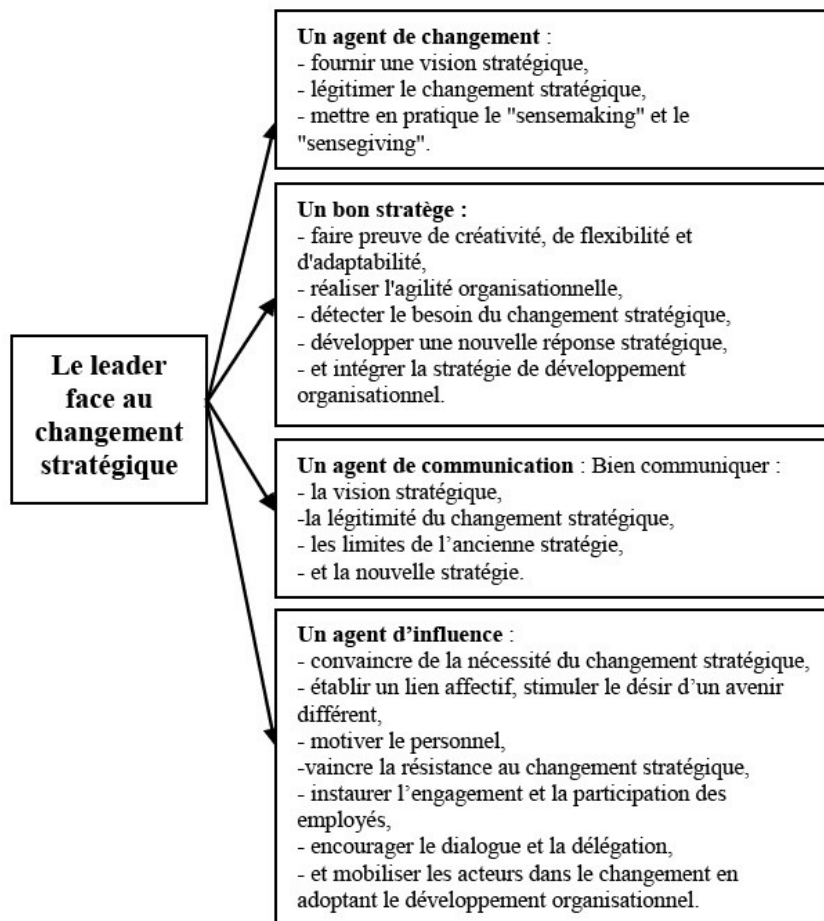 Un agent de changement :
- fournir une vision stratégique,
- légitimer le changement stratégique,
- mettre en pratique le "sensemaking" et le
"sensegiving".
Un bon stratège :
- faire preuve de créativité, de flexibilité et
d'adaptabilité,
- réaliser l'agilité organisationnelle,
- détecter le besoin du changement stratégique,
- développer une nouvelle réponse stratégique,
- et intégrer la stratégie de développement
organisationnel.
Le leader
face au
changement
stratégique
Un agent de communication : Bien communiquer :
- la vision stratégique,
-la légitimité du changement stratégique,
- les limites de l’ancienne stratégie,
- et la nouvelle stratégie.
Un agent d’influence :
- convaincre de la nécessité du changement stratégique,
- établir un lien affectif, stimuler le désir d’un avenir
différent,
- motiver le personnel,
-vaincre la résistance au changement stratégique,
- instaurer l’engagement et la participation des
employés,
- encourager le dialogue et la délégation,
- et mobiliser les acteurs dans le changement en
adoptant le développement organisationnel.